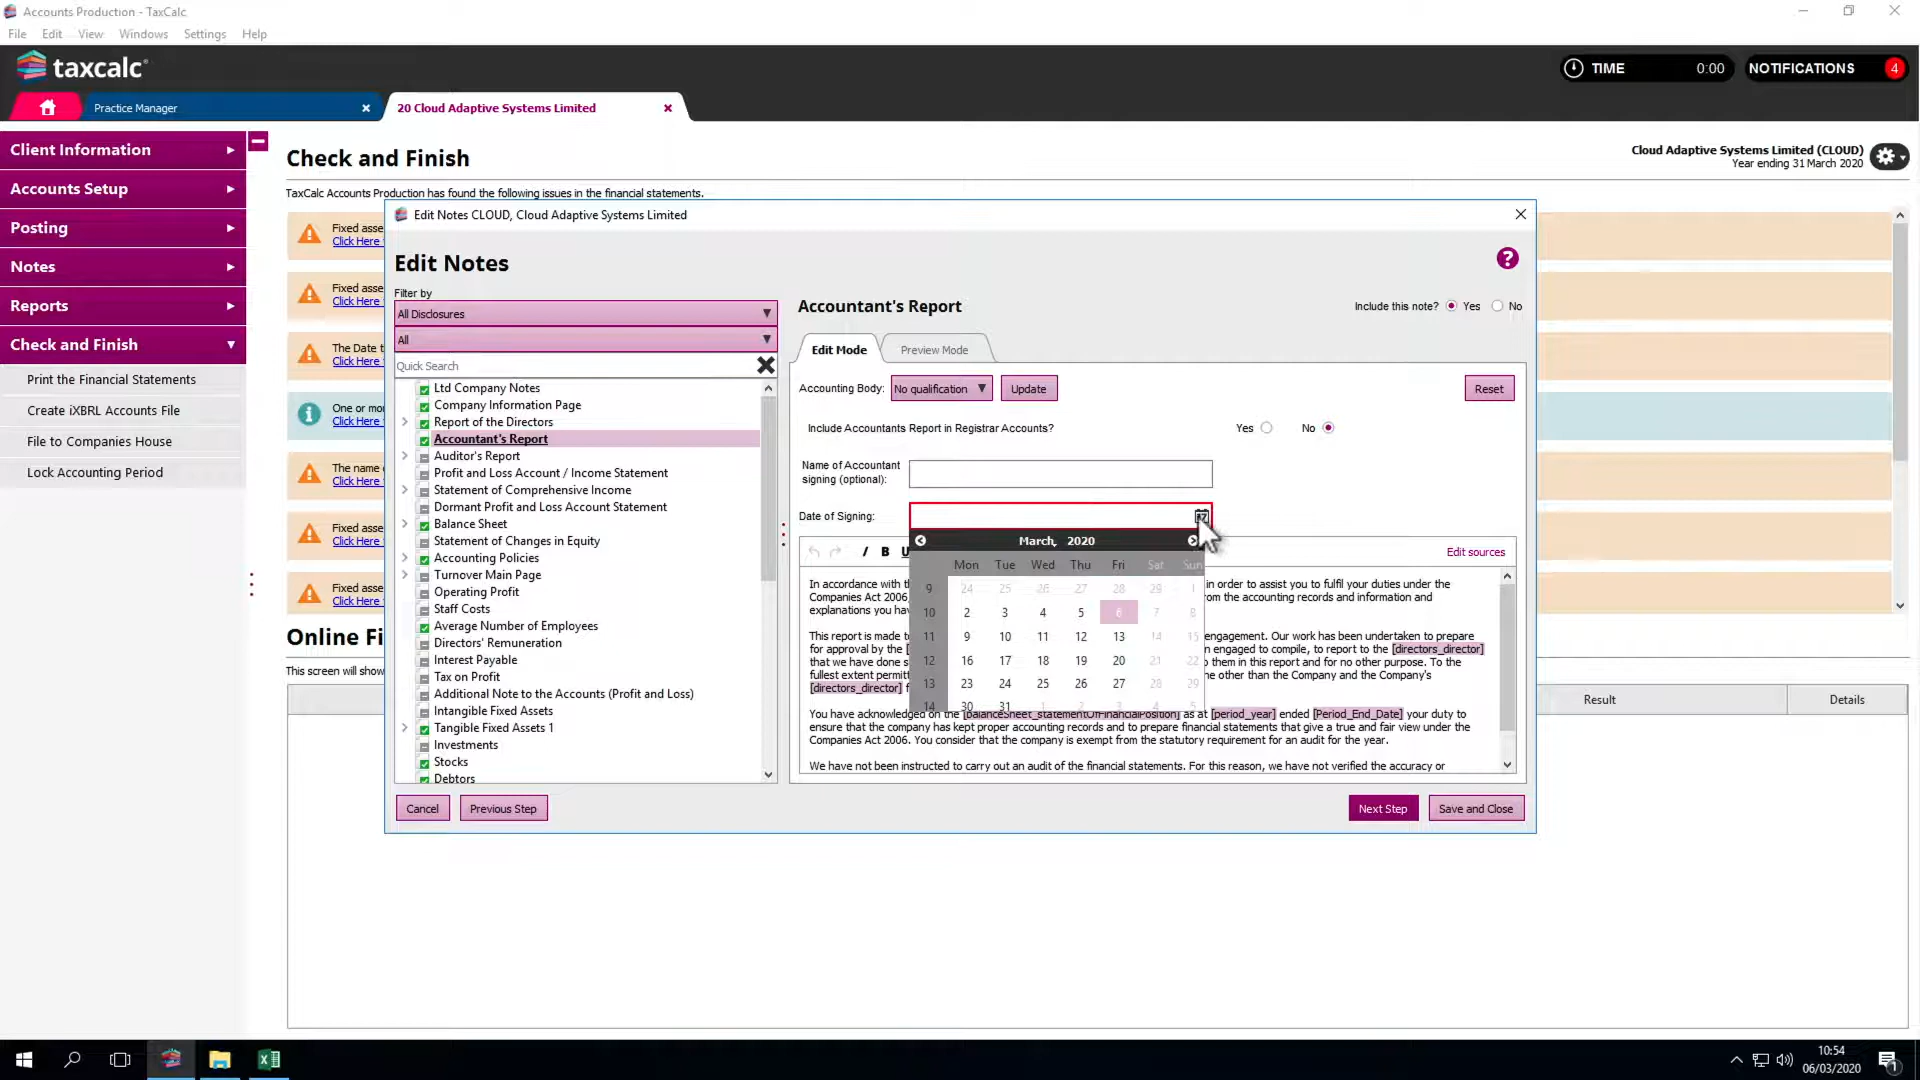 Accounts Production - TaxCalc
File Edit View Windows Settings Help
taxcalc
TIME 0:00 NOTIFICATIONS 4
Practice Manager
20 Cloud Adaptive Systems Limited
Client Information
Accounts Setup
Posting
Notes
Reports
Check and Finish
Print the Financial Statements
Create iXBRL Accounts File
File to Companies House
Lock Accounting Period
Check and Finish
Cloud Adaptive Systems Limited (CLOUD)
Year ending 31 March 2020
TaxCalc Accounts Production has found the following issues in the financial statements.
Fixed asse
Click Here
Fixed asse
Click Here
The Date t
Click Here
One or mo
Click Here
The name
Click Here
Fixed asse
Click Here
Fixed asse
Click Here
Online Fi
This screen will show
Result Details
Edit Notes CLOUD, Cloud Adaptive Systems Limited
Edit Notes
Filter by
All Disclosures
All
Quick Search
Ltd Company Notes
Company Information Page
Report of the Directors
Accountant's Report
Auditor's Report
Profit and Loss Account / Income Statement
Statement of Comprehensive Income
Dormant Profit and Loss Account Statement
Balance Sheet
Statement of Changes in Equity
Accounting Policies
Turnover Main Page
Operating Profit
Staff Costs
Average Number of Employees
Directors' Remuneration
Interest Payable
Tax on Profit
Additional Note to the Accounts (Profit and Loss)
Intangible Fixed Assets
Tangible Fixed Assets 1
Investments
Stocks
Debtors
Accountant's Report
Include this note? Yes No
Edit Mode Preview Mode
Accounting Body: No qualification Update Reset
Include Accountants Report in Registrar Accounts? Yes No
Name of Accountant
signing (optional):
Date of Signing:
March, 2020
Mon Tue Wed Thu Fri Sat Sun
9 24 25 26 27 28 29 1
10 2 3 4 5 6 7 8
11 9 10 11 12 13 14 15
12 16 17 18 19 20 21 22
13 23 24 25 26 27 28 29
14 30 31 1 2 3 4 5
I B U
Edit sources
In accordance with th in order to assist you to fulfil your duties under the
Companies Act 2006, om the accounting records and information and
explanations you hav
This report is made to engagement. Our work has been undertaken to prepare
for approval by the [ n engaged to compile, to report to the [directors_director]
that we have done s o them in this report and for no other purpose. To the
fullest extent permitt e other than the Company and the Company's
[directors_director] f
You have acknowledged on the [balanceSheet_statementOfFinancialPosition] as at [period_year] ended [Period_End_Date] your duty to
ensure that the company has kept proper accounting records and to prepare financial statements that give a true and fair view under the
Companies Act 2006. You consider that the company is exempt from the statutory requirement for an audit for the year.
We have not been instructed to carry out an audit of the financial statements. For this reason, we have not verified the accuracy or
Cancel Previous Step Next Step Save and Close
10:54
06/03/2020
1